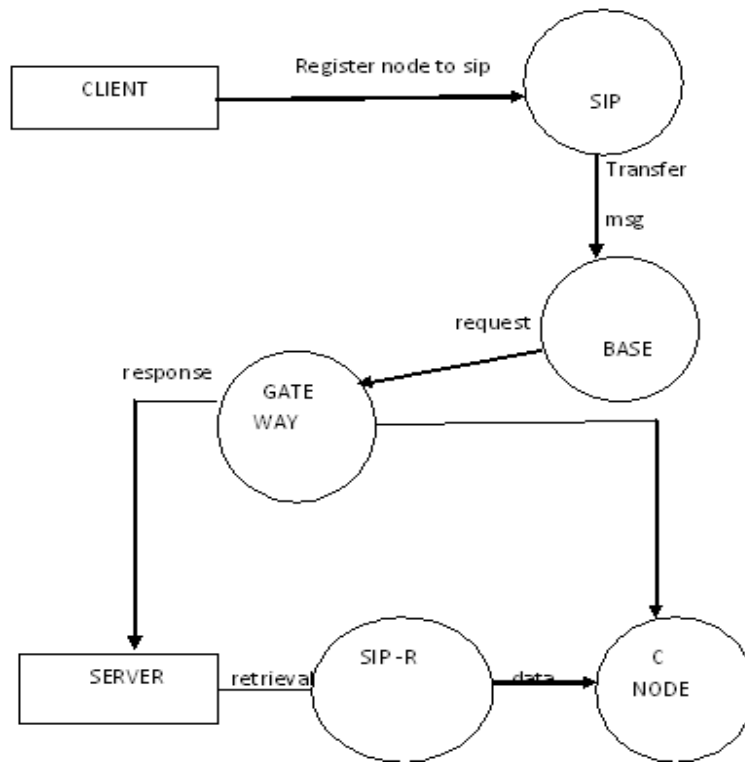 Register node to sip
CLIENT
SIP
Transfer
msg
request
BASE
response
GATE
WAY
SIP-R
C
SERVER
retrieval
data
NODE